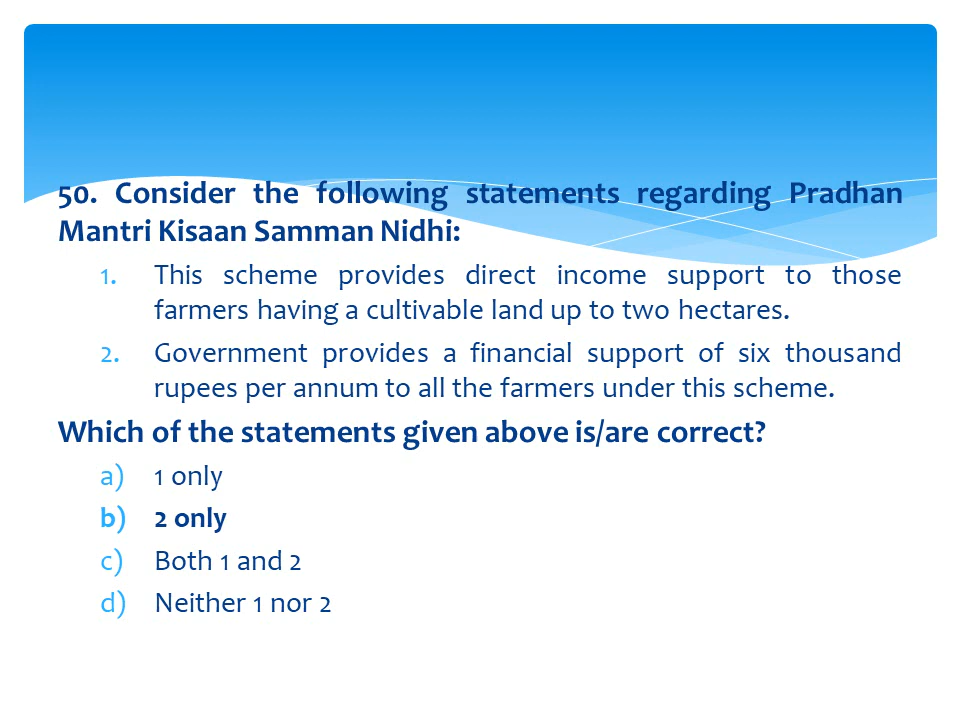 50. Consider the following statements regarding Pradhan
Mantri Kisaan Samman Nidhi:
1. This scheme provides direct income support to those
farmers having a cultivable land up to two hectares.
2. Government provides a financial support of six thousand
rupees per annum to all the farmers under this scheme.
Which of the statements given above is/are correct?
a) 1 only
b) 2 only
c) Both 1 and 2
d) Neither 1 nor 2